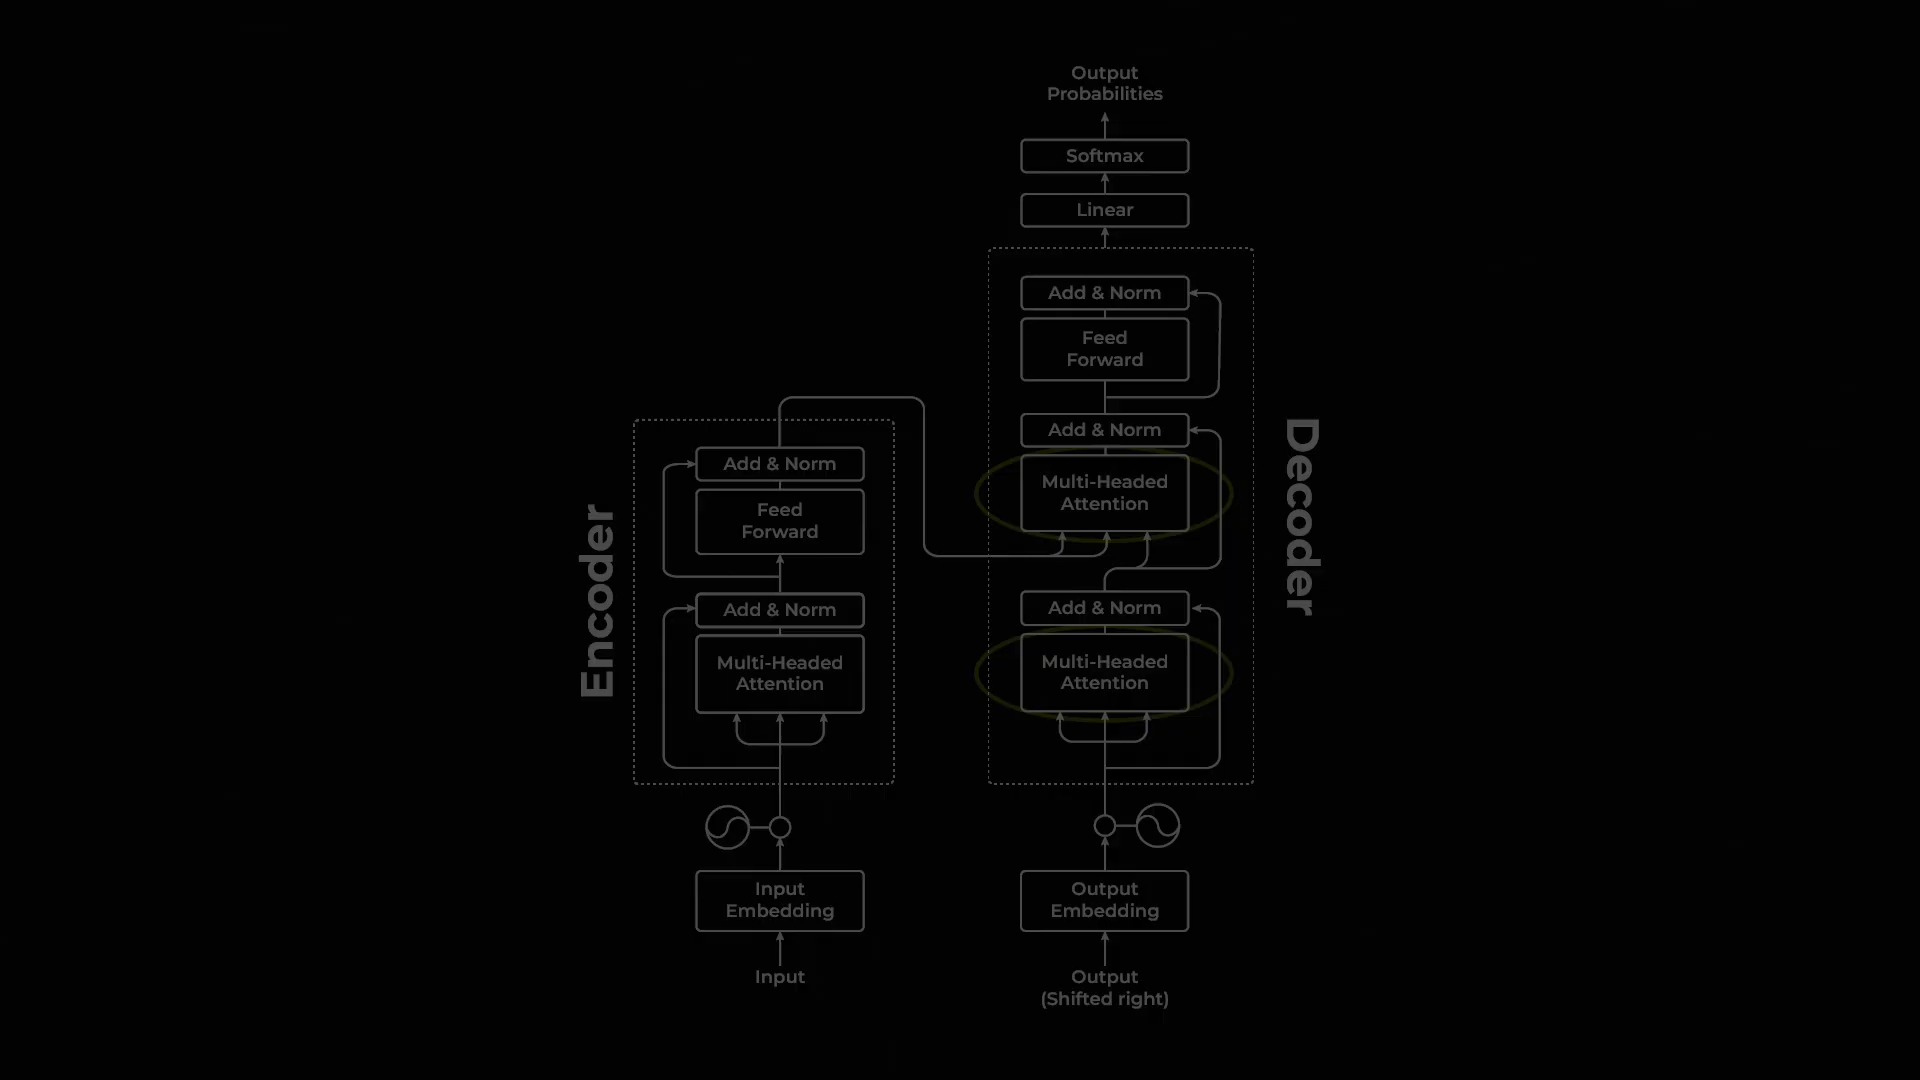 Output
Probabilities
Softmax
Linear
Add & Norm
Feed
Forward
Add & Norm
Multi-Headed
Attention
Add & Norm
Multi-Headed
Attention
Decoder
Output
Embedding
Output
(Shifted right)
Encoder
Add & Norm
Feed
Forward
Add & Norm
Multi-Headed
Attention
Input
Embedding
Input